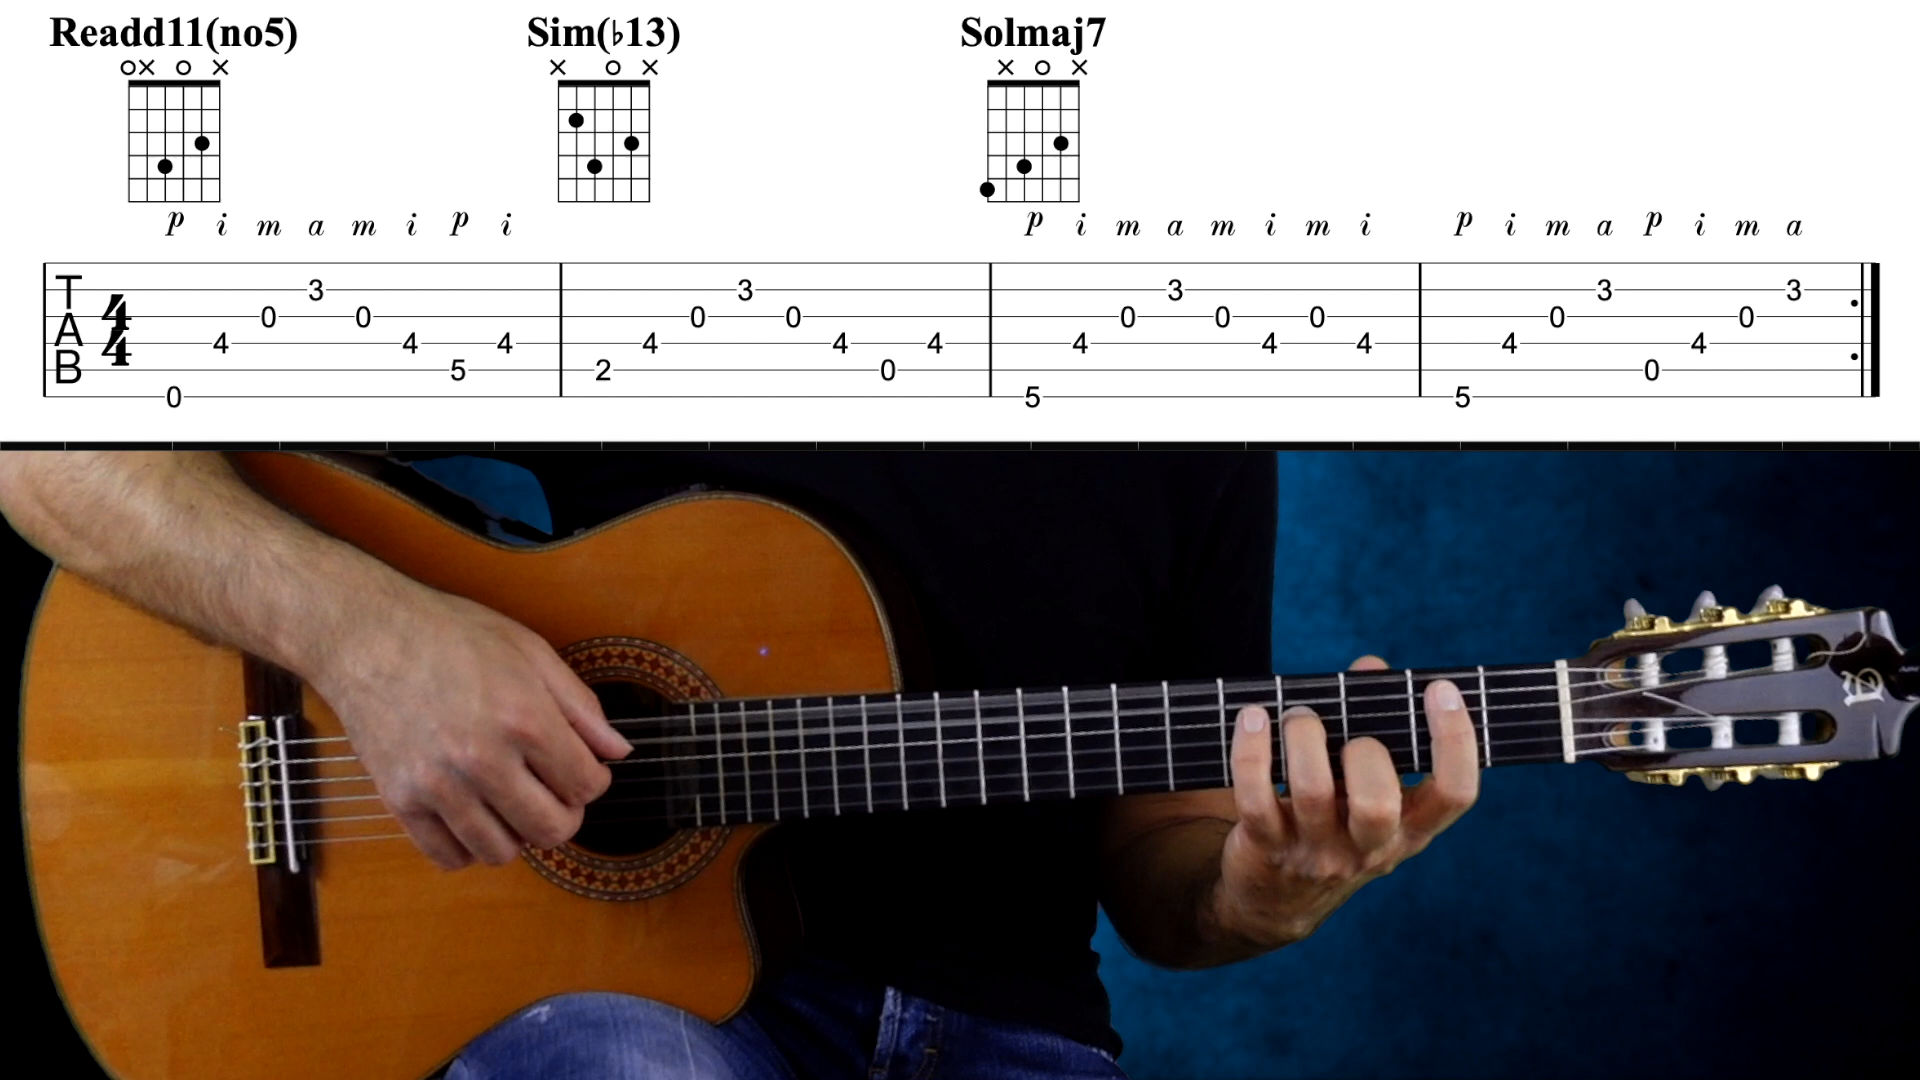 Readd11(no5) Sim(♭13) Solmaj7
o× o × × o × × o ×
p i m a m i p i p i m a m i m i p i m a p i m a
T A B
4 4
3 3 3 3 3
0 0 0 0 0 0 0 0 0
4 4 4 4 4 4 4 4 4 4 4
5 2 0 0
0 5 5